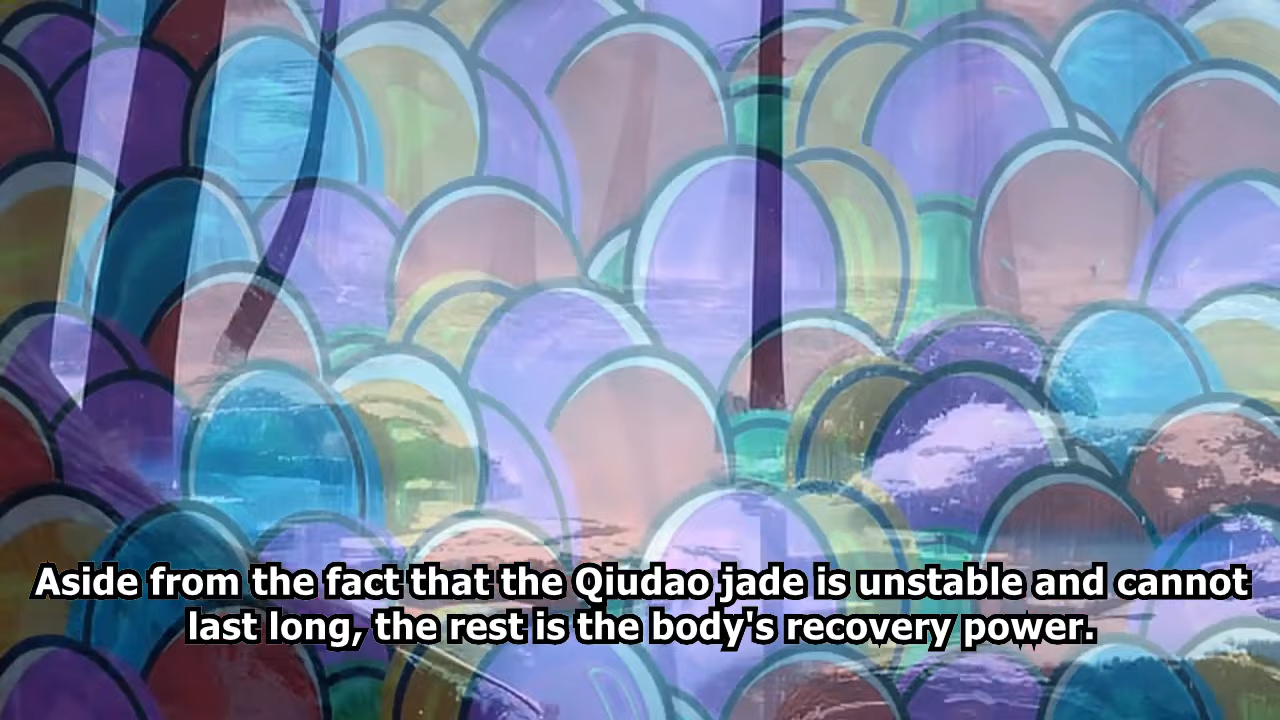 Aside from the fact that the Qiudao jade is unstable and cannot
last long, the rest is the body's recovery power.